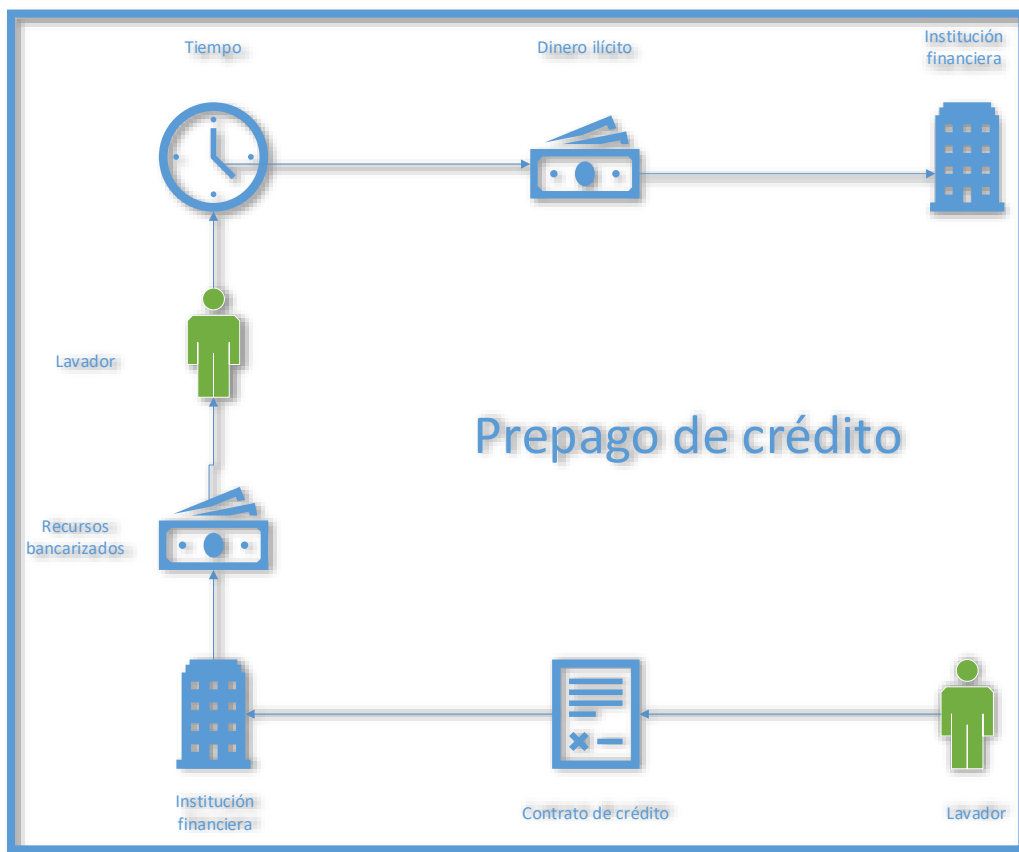 Tiempo
Dinero ilícito
Institución
financiera
Lavador
Prepago de crédito
Recursos
bancarizados
Institución
financiera
Contrato de crédito
Lavador